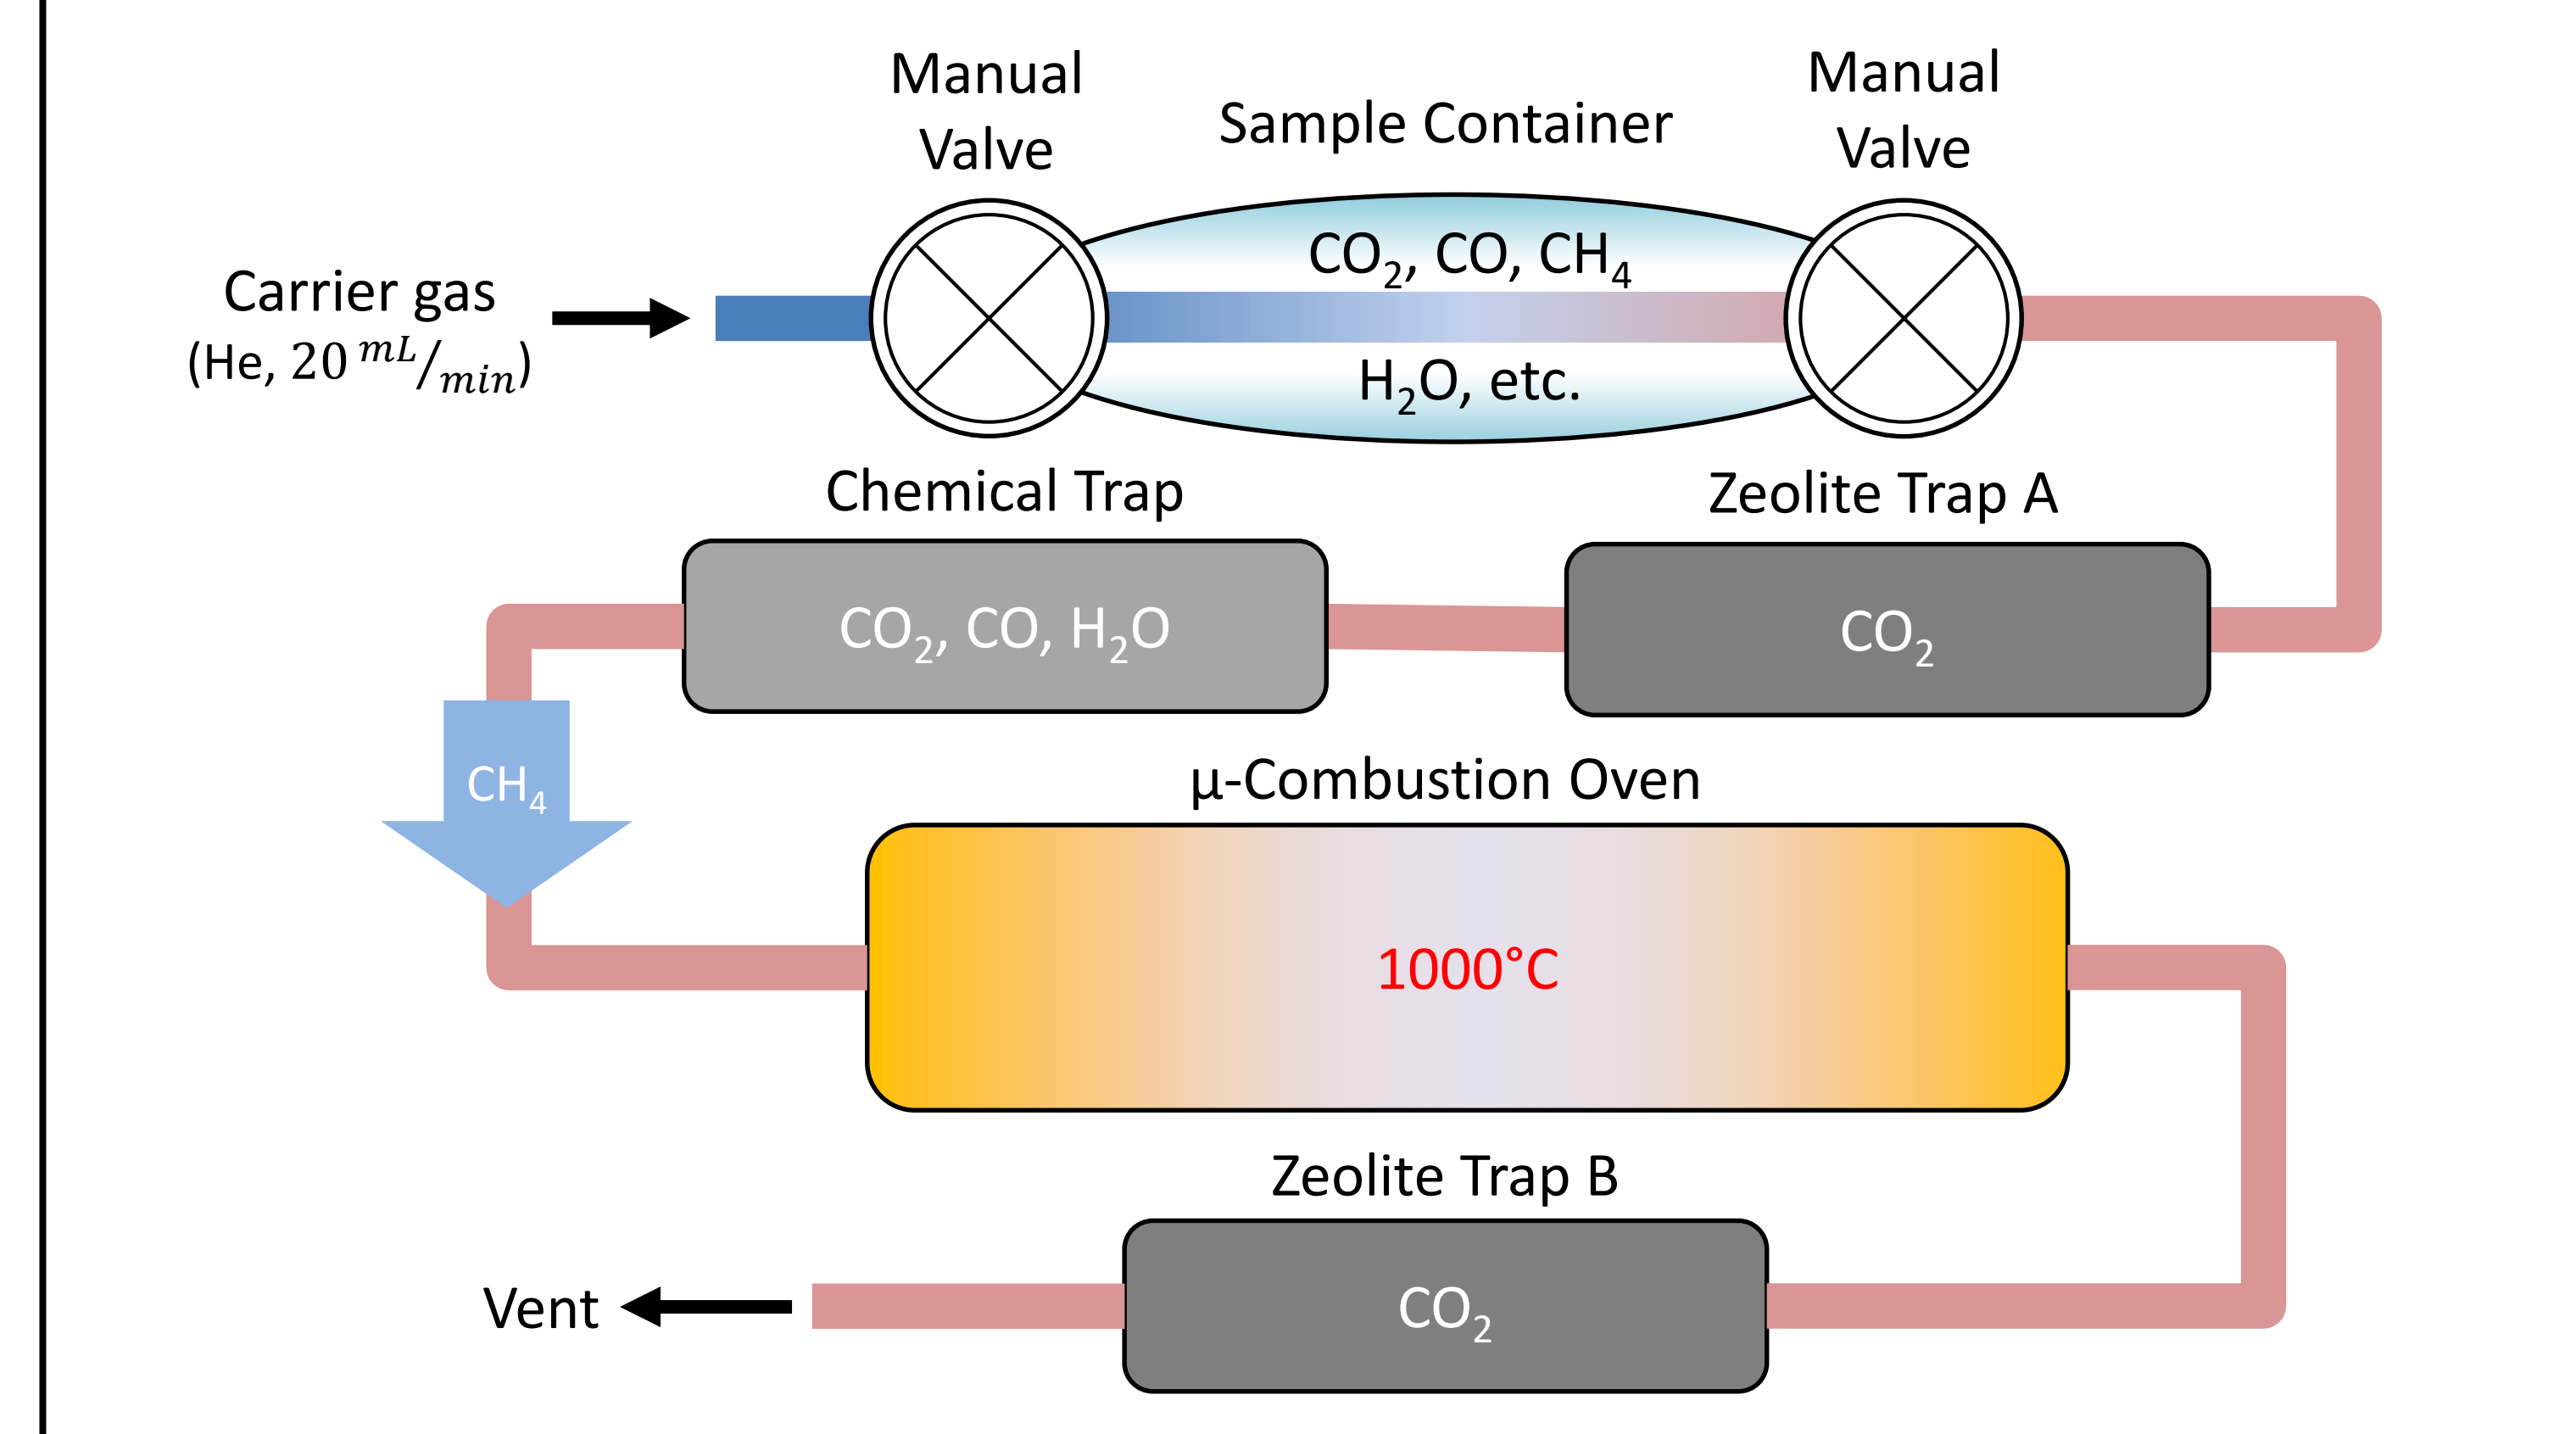 Manual
Valve
Sample Container
Manual
Valve
Carrier gas
(He, 20 mL/min)
CO₂, CO, CH₄
H₂O, etc.
Chemical Trap
Zeolite Trap A
CO₂, CO, H₂O
CO₂
CH₄
µ-Combustion Oven
1000°C
Zeolite Trap B
Vent
CO₂